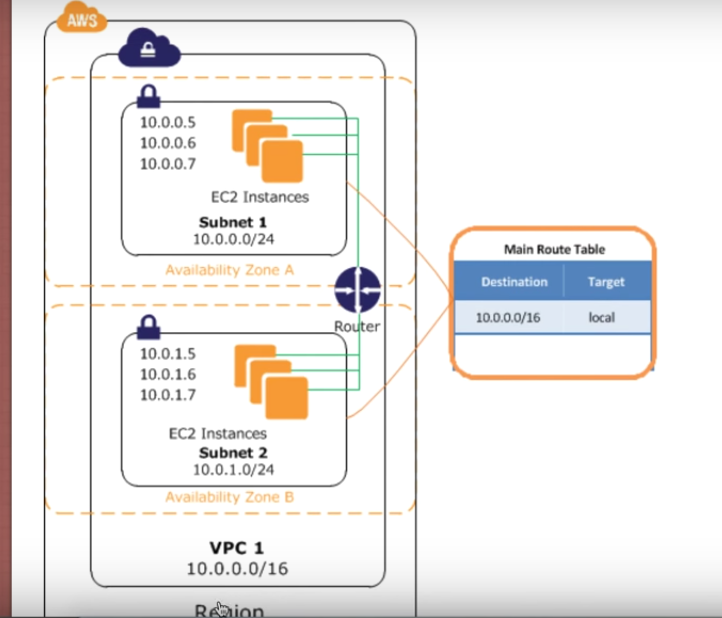 AWS
10.0.0.5
10.0.0.6
10.0.0.7
EC2 Instances
Subnet 1
10.0.0.0/24
Availability Zone A
Router
10.0.1.5
10.0.1.6
10.0.1.7
EC2 Instances
Subnet 2
10.0.1.0/24
Availability Zone B
VPC 1
10.0.0.0/16
Region
Main Route Table
Destination Target
10.0.0.0/16 local